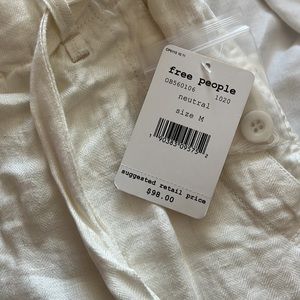 free people
OB560106 1020
neutral
size M
suggested retail price
$98.00